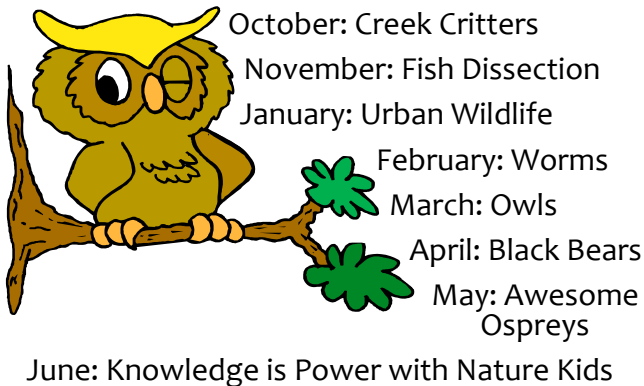 October: Creek Critters
November: Fish Dissection
January: Urban Wildlife
February: Worms
March: Owls
April: Black Bears
May: Awesome
Ospreys
June: Knowledge is Power with Nature Kids